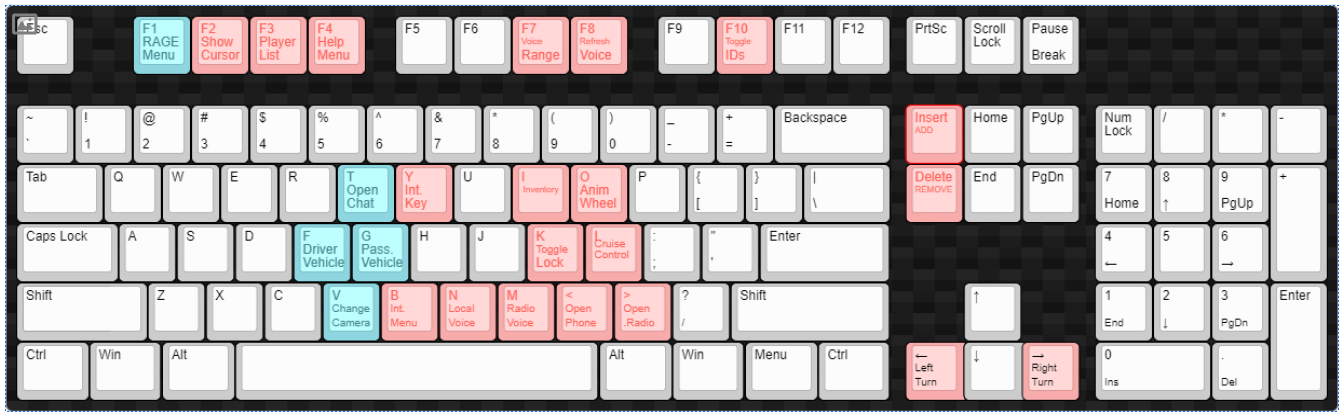 Esc
F1
RAGE
Menu
F2
Show
Cursor
F3
Player
List
F4
Help
Menu
F5
F6
F7
Voice
Range
F8
Refresh
Voice
F9
F10
Toggle
IDs
F11
F12
PrtSc
Scroll
Lock
Pause
Break
~
`
!
1
@
2
#
3
$
4
%
5
^
6
&
7
*
8
(
9
)
0
_
-
+
=
Backspace
Insert
ADD
Home
PgUp
Num
Lock
/
*
-
Tab
Q
W
E
R
T
Open
Chat
Y
Int.
Key
U
I
Inventory
O
Anim
Wheel
P
{
[
}
]
|
\
Delete
REMOVE
End
PgDn
7
Home
8
↑
9
PgUp
+
Caps Lock
A
S
D
F
Driver
Vehicle
G
Pass.
Vehicle
H
J
K
Toggle
Lock
L
Cruise
Control
:
;
"
'
Enter
4
←
5
6
→
Shift
Z
X
C
V
Change
Camera
B
Int.
Menu
N
Local
Voice
M
Radio
Voice
<
Open
Phone
>
Open
.Radio
?
/
Shift
↑
1
End
2
↓
3
PgDn
Enter
Ctrl
Win
Alt
Alt
Win
Menu
Ctrl
←
Left
Turn
↓
→
Right
Turn
0
Ins
.
Del